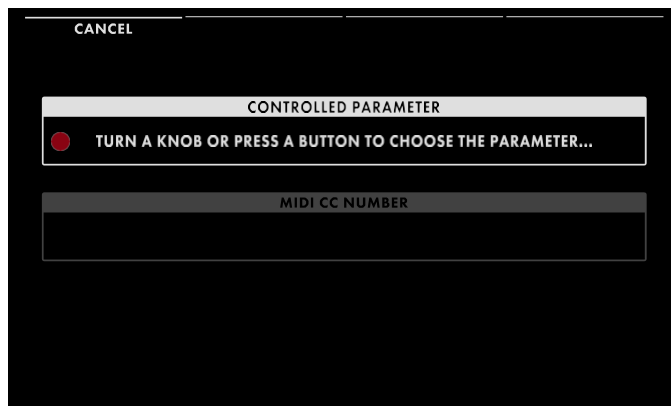 CANCEL
CONTROLLED PARAMETER
TURN A KNOB OR PRESS A BUTTON TO CHOOSE THE PARAMETER...
MIDI CC NUMBER